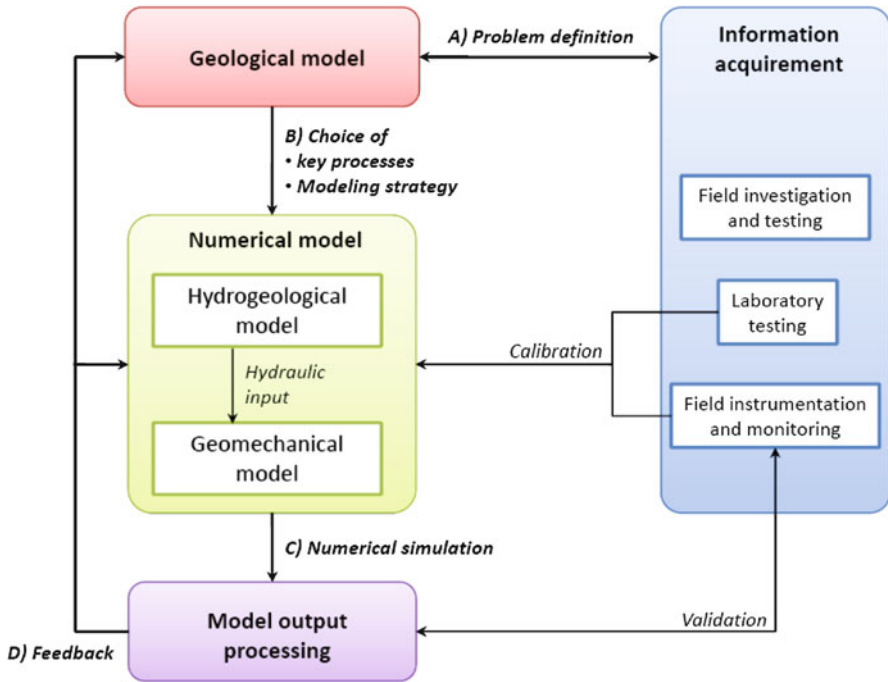 Geological model
A) Problem definition
Information
acquirement
B) Choice of
• key processes
• Modeling strategy
Field investigation
and testing
Numerical model
Hydrogeological
model
Laboratory
testing
Calibration
Hydraulic
input
Field instrumentation
and monitoring
Geomechanical
model
C) Numerical simulation
Model output
processing
Validation
D) Feedback